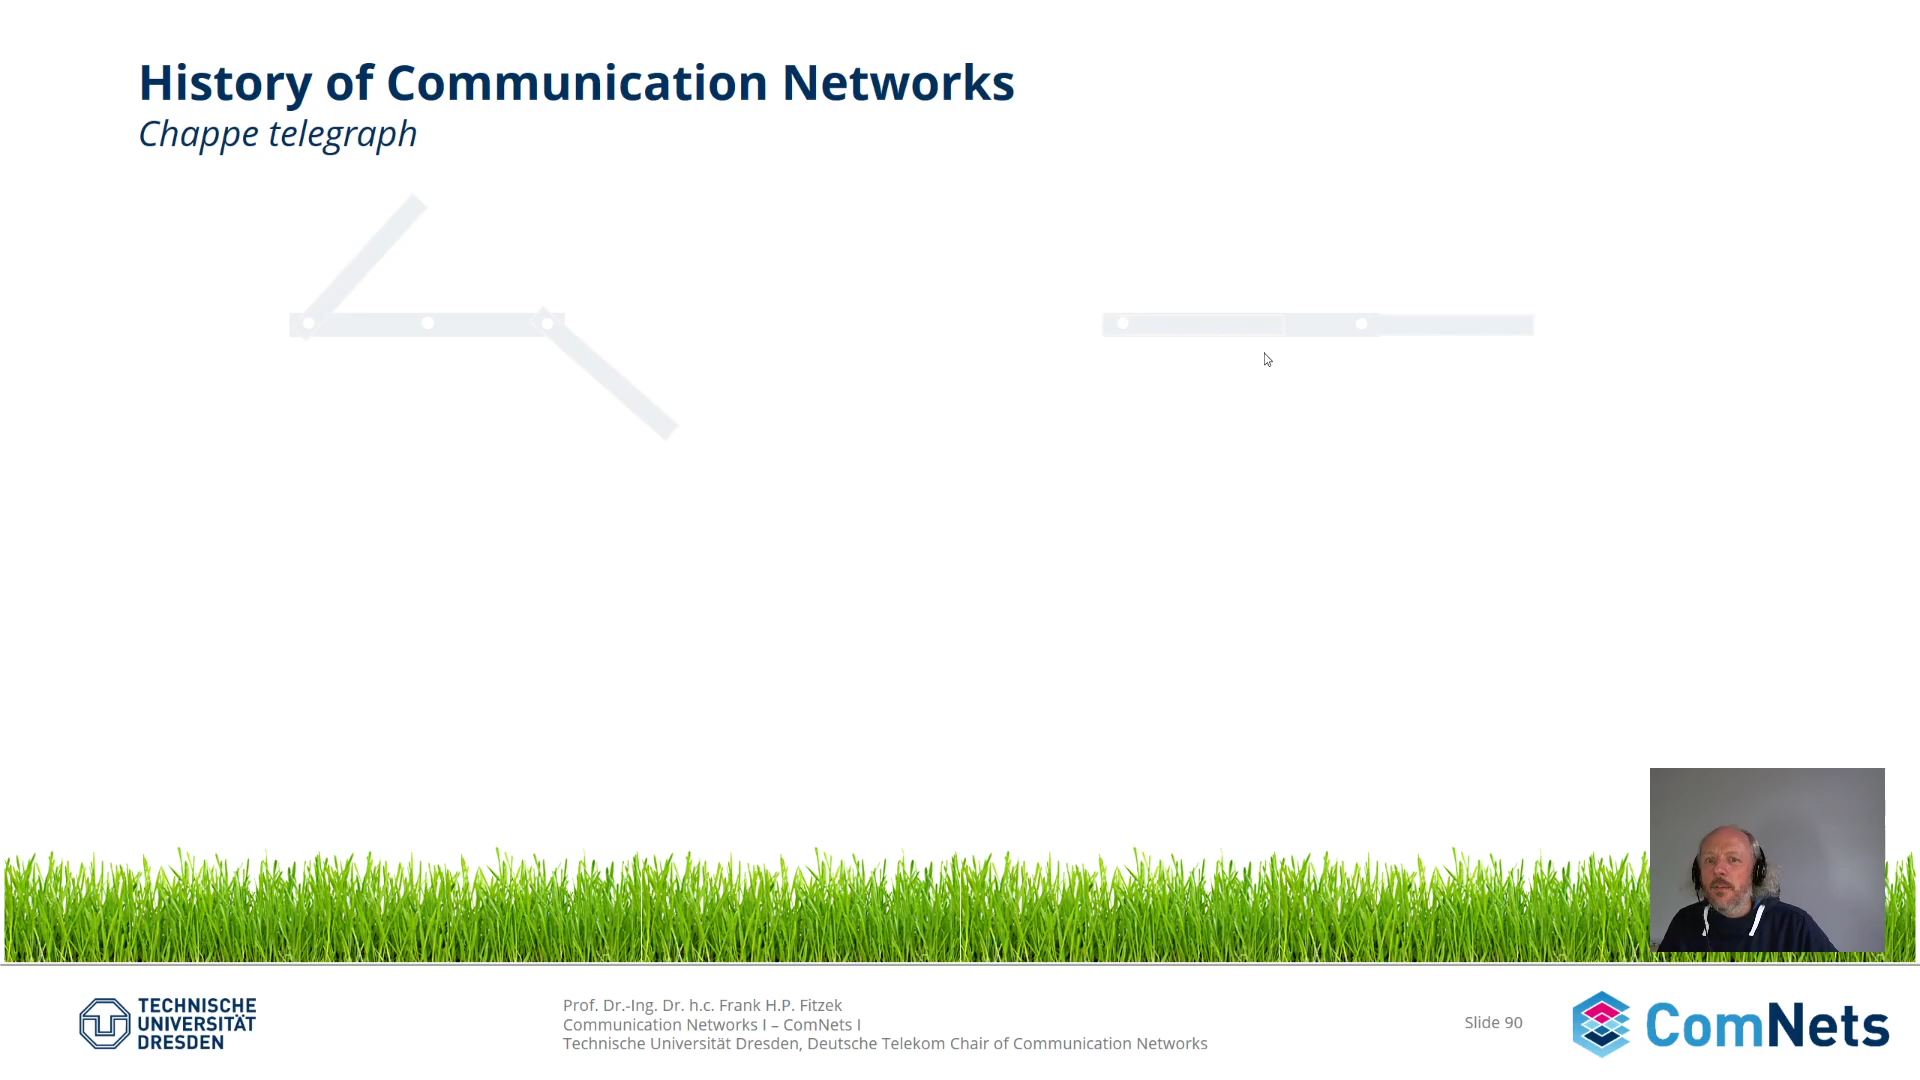 History of Communication Networks
Chappe telegraph
TECHNISCHE
UNIVERSITÄT
DRESDEN
Prof. Dr.-Ing. Dr. h.c. Frank H.P. Fitzek
Communication Networks I – ComNets I
Technische Universität Dresden, Deutsche Telekom Chair of Communication Networks
Slide 90
ComNets